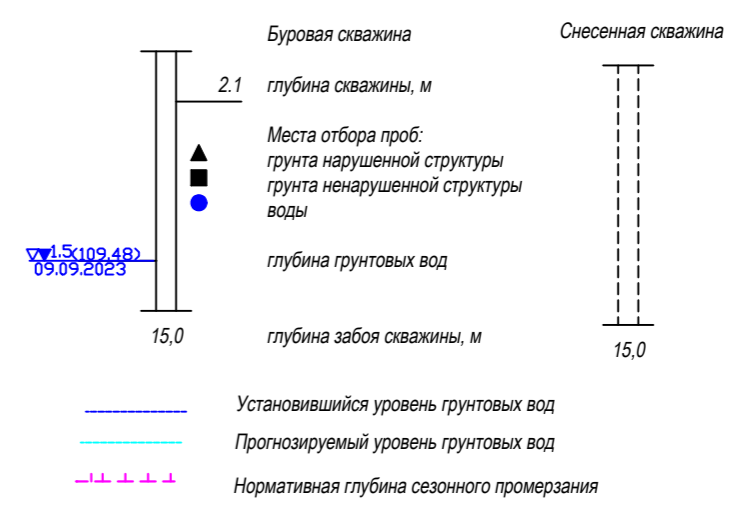 Буровая скважина
Снесенная скважина
2.1
глубина скважины, м
Места отбора проб:
грунта нарушенной структуры
грунта ненарушенной структуры
воды
1.5(109.48)
09.09.2023
глубина грунтовых вод
15,0
глубина забоя скважины, м
15,0
Установившийся уровень грунтовых вод
Прогнозируемый уровень грунтовых вод
Нормативная глубина сезонного промерзания